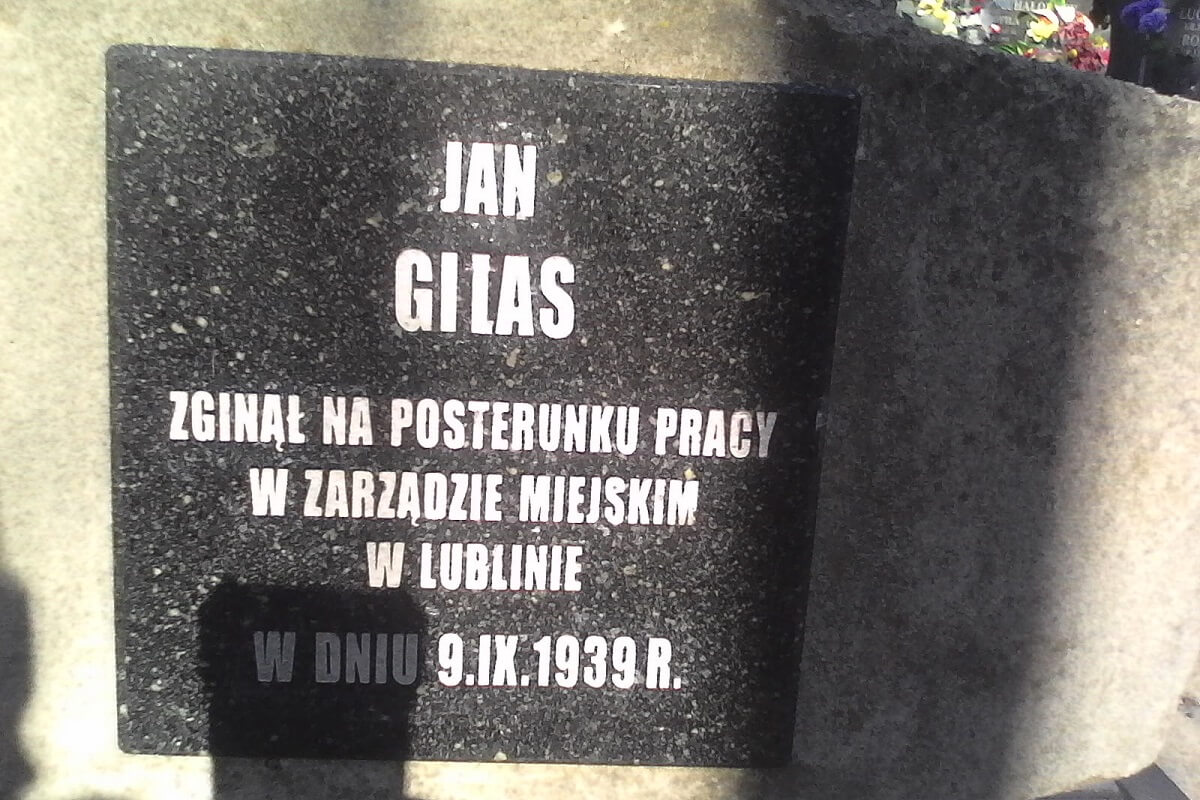 JAN
GILAS
ZGINĄŁ NA POSTERUNKU PRACY
W ZARZĄDZIE MIEJSKIM
W LUBLINIE
W DNIU 9.IX.1939 R.